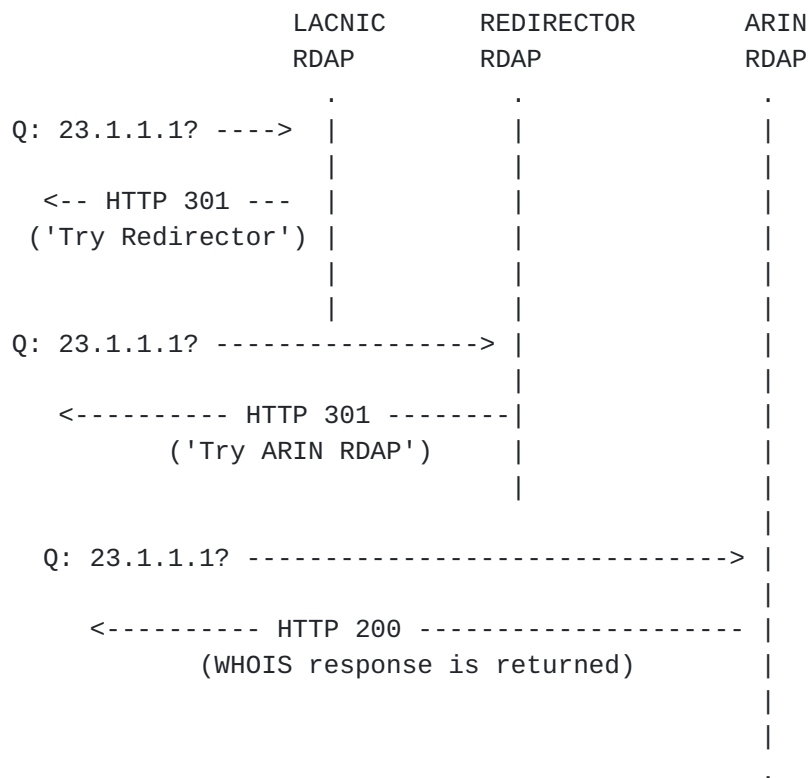 LACNIC REDIRECTOR ARIN
RDAP RDAP RDAP
. . .
Q: 23.1.1.1? ----> | | |
| | |
<-- HTTP 301 --- | | |
('Try Redirector') | | |
| | |
| | |
Q: 23.1.1.1? -----------------> | |
| |
<---------- HTTP 301 --------| |
('Try ARIN RDAP') | |
| |
|
Q: 23.1.1.1? -------------------------------> |
|
<---------- HTTP 200 --------------------- |
(WHOIS response is returned) |
|
|
.